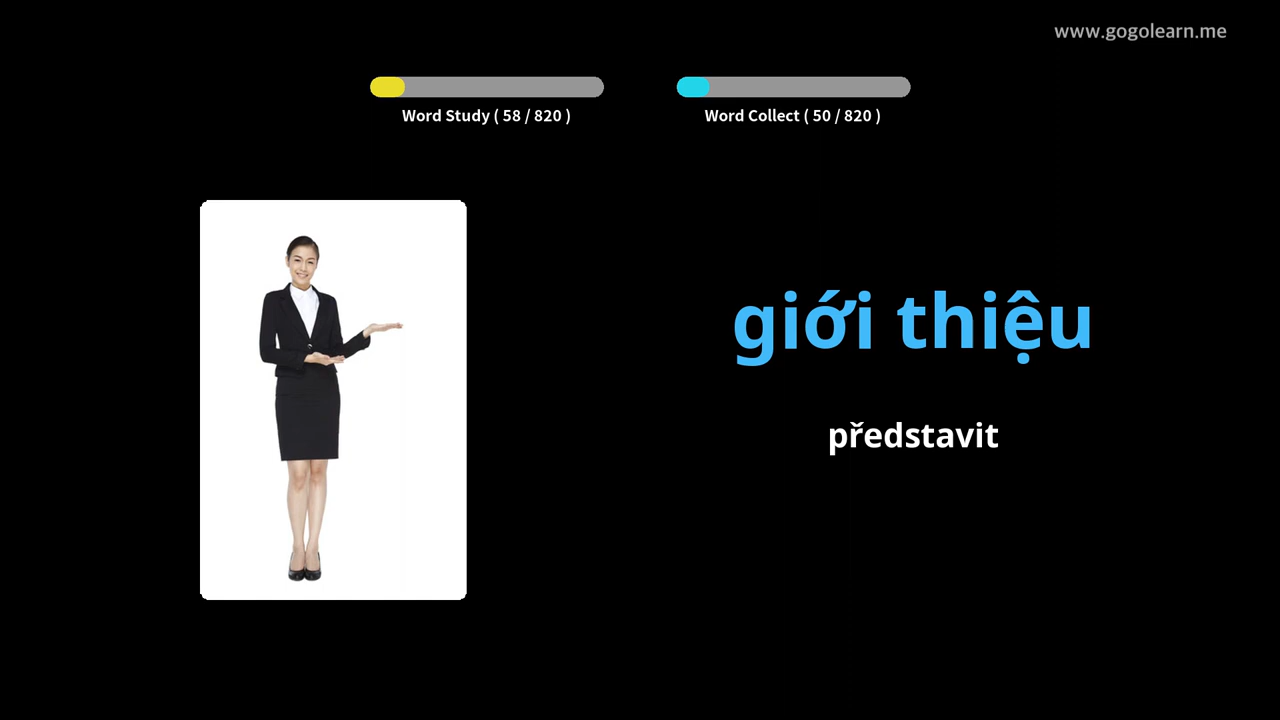 www.gogolearn.me
Word Study ( 58 / 820 )
Word Collect ( 50 / 820 )
giới thiệu
představit